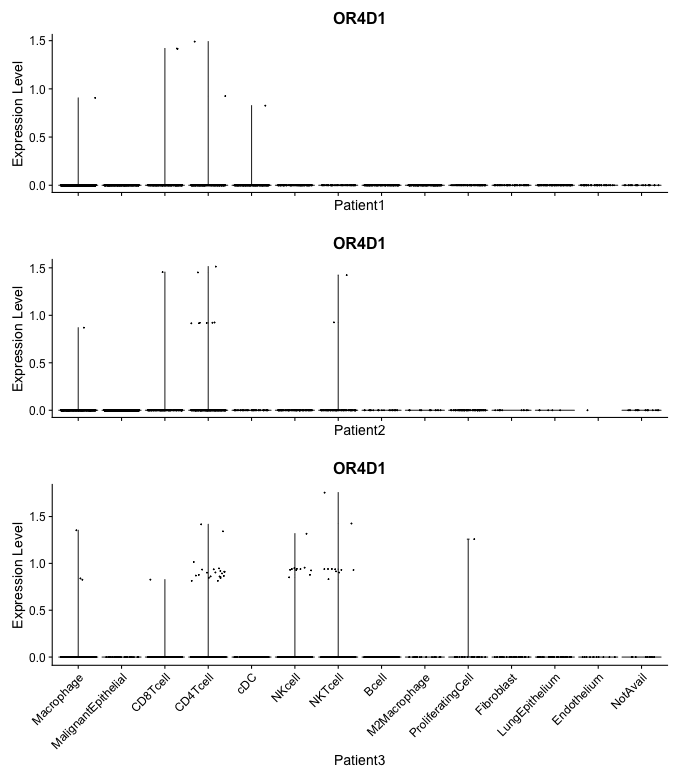 OR4D1
Expression Level
1.5
1.0
0.5
0.0
Patient1
OR4D1
Expression Level
1.5
1.0
0.5
0.0
Patient2
OR4D1
Expression Level
1.5
1.0
0.5
0.0
Macrophage
MalignantEpithelial
CD8Tcell
CD4Tcell
cDC
NKcell
NKTcell
Bcell
M2Macrophage
ProliferatingCell
Fibroblast
LungEpithelium
Endothelium
NotAvail
Patient3